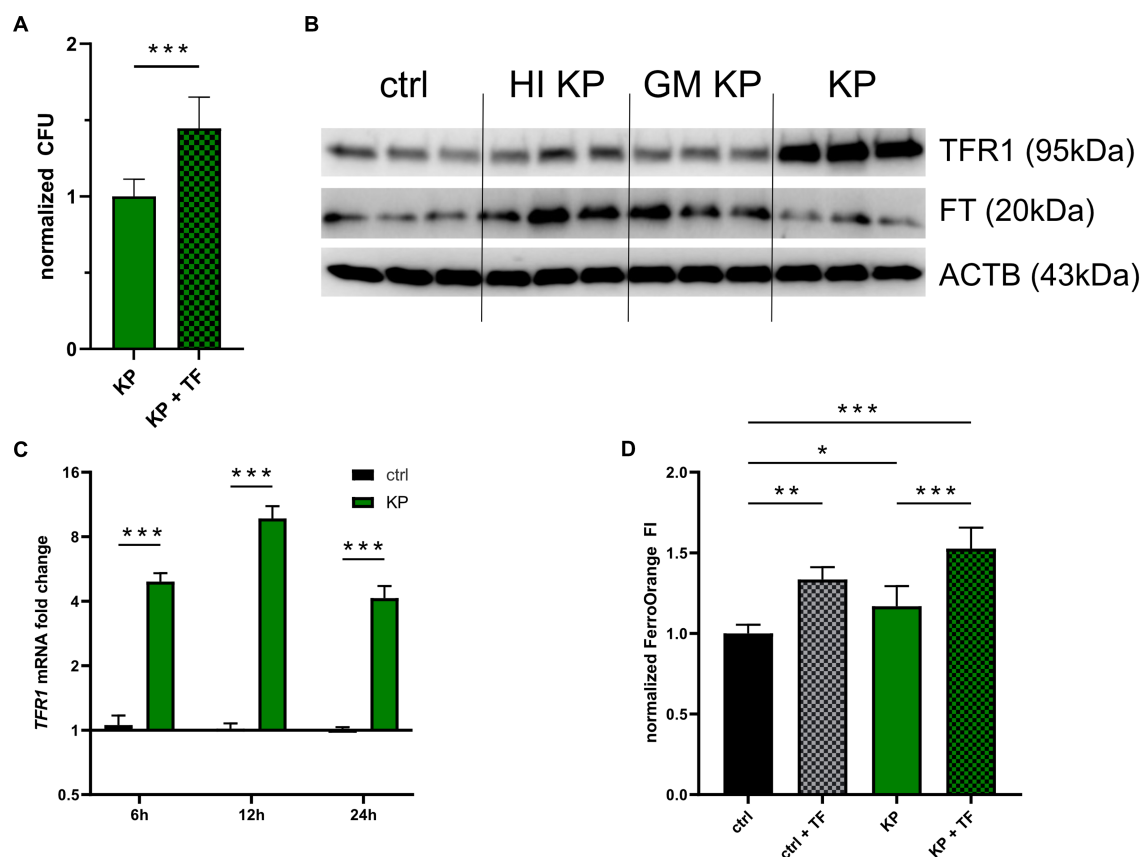 A
2
1
0
normalized CFU
***
KP
KP + TF
B
ctrl
HI KP
GM KP
KP
TFR1 (95kDa)
FT (20kDa)
ACTB (43kDa)
C
16
8
4
2
1
0.5
TFR1 mRNA fold change
***
***
***
ctrl
KP
6h
12h
24h
D
2.0
1.5
1.0
0.5
0.0
normalized FerroOrange FI
***
*
**
***
ctrl
ctrl + TF
KP
KP + TF